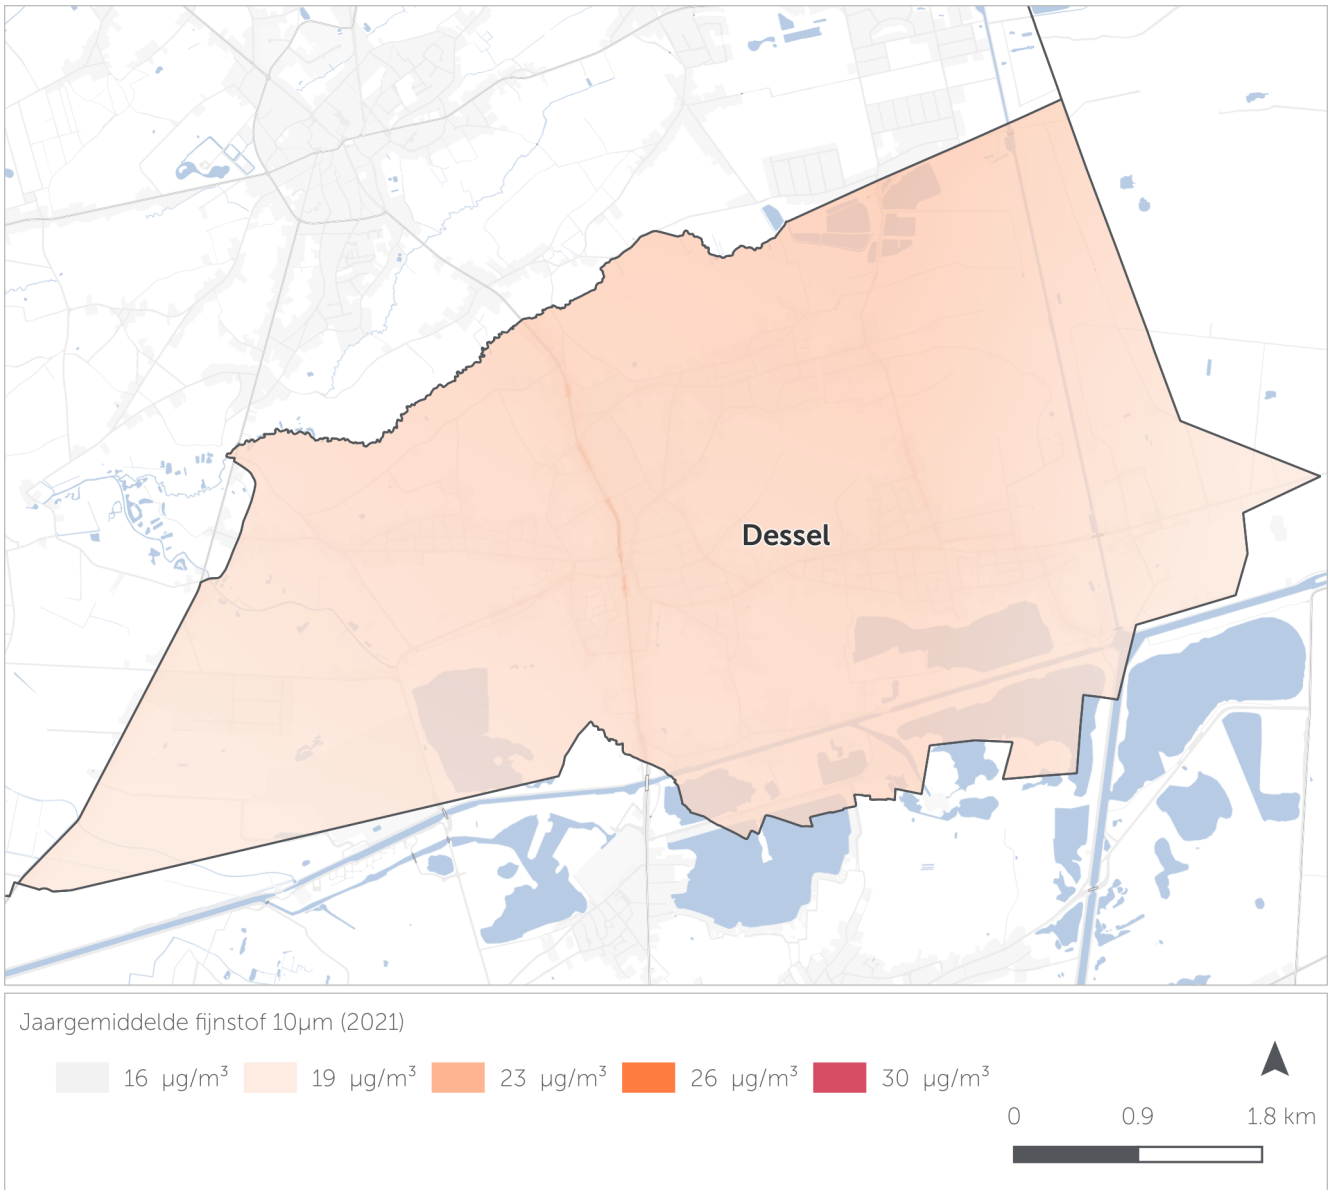 Dessel
Jaargemiddelde fijnstof 10µm (2021)
16 µg/m³ 19 µg/m³ 23 µg/m³ 26 µg/m³ 30 µg/m³
0 0.9 1.8 km